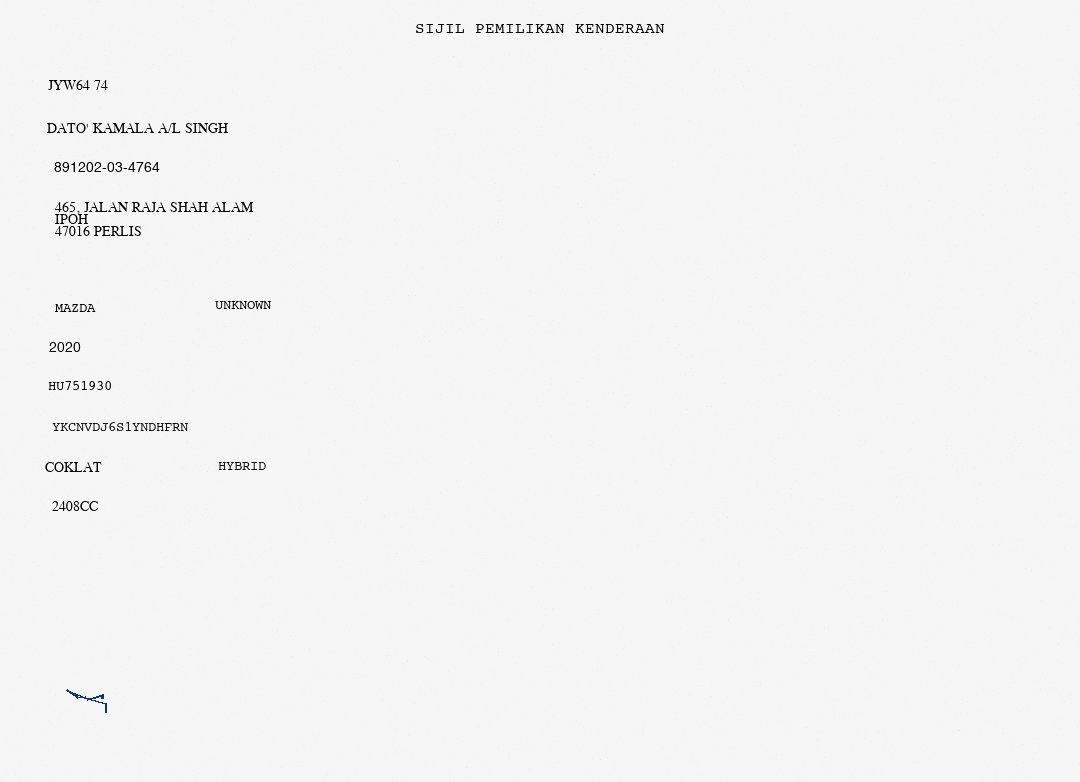 SIJIL PEMILIKAN KENDERAAN
JYW64 74
DATO' KAMALA A/L SINGH
891202-03-4764
465, JALAN RAJA SHAH ALAM
IPOH
47016 PERLIS
MAZDA UNKNOWN
2020
HU751930
YKCNVDJ6S1YNDHFRN
COKLAT HYBRID
2408CC